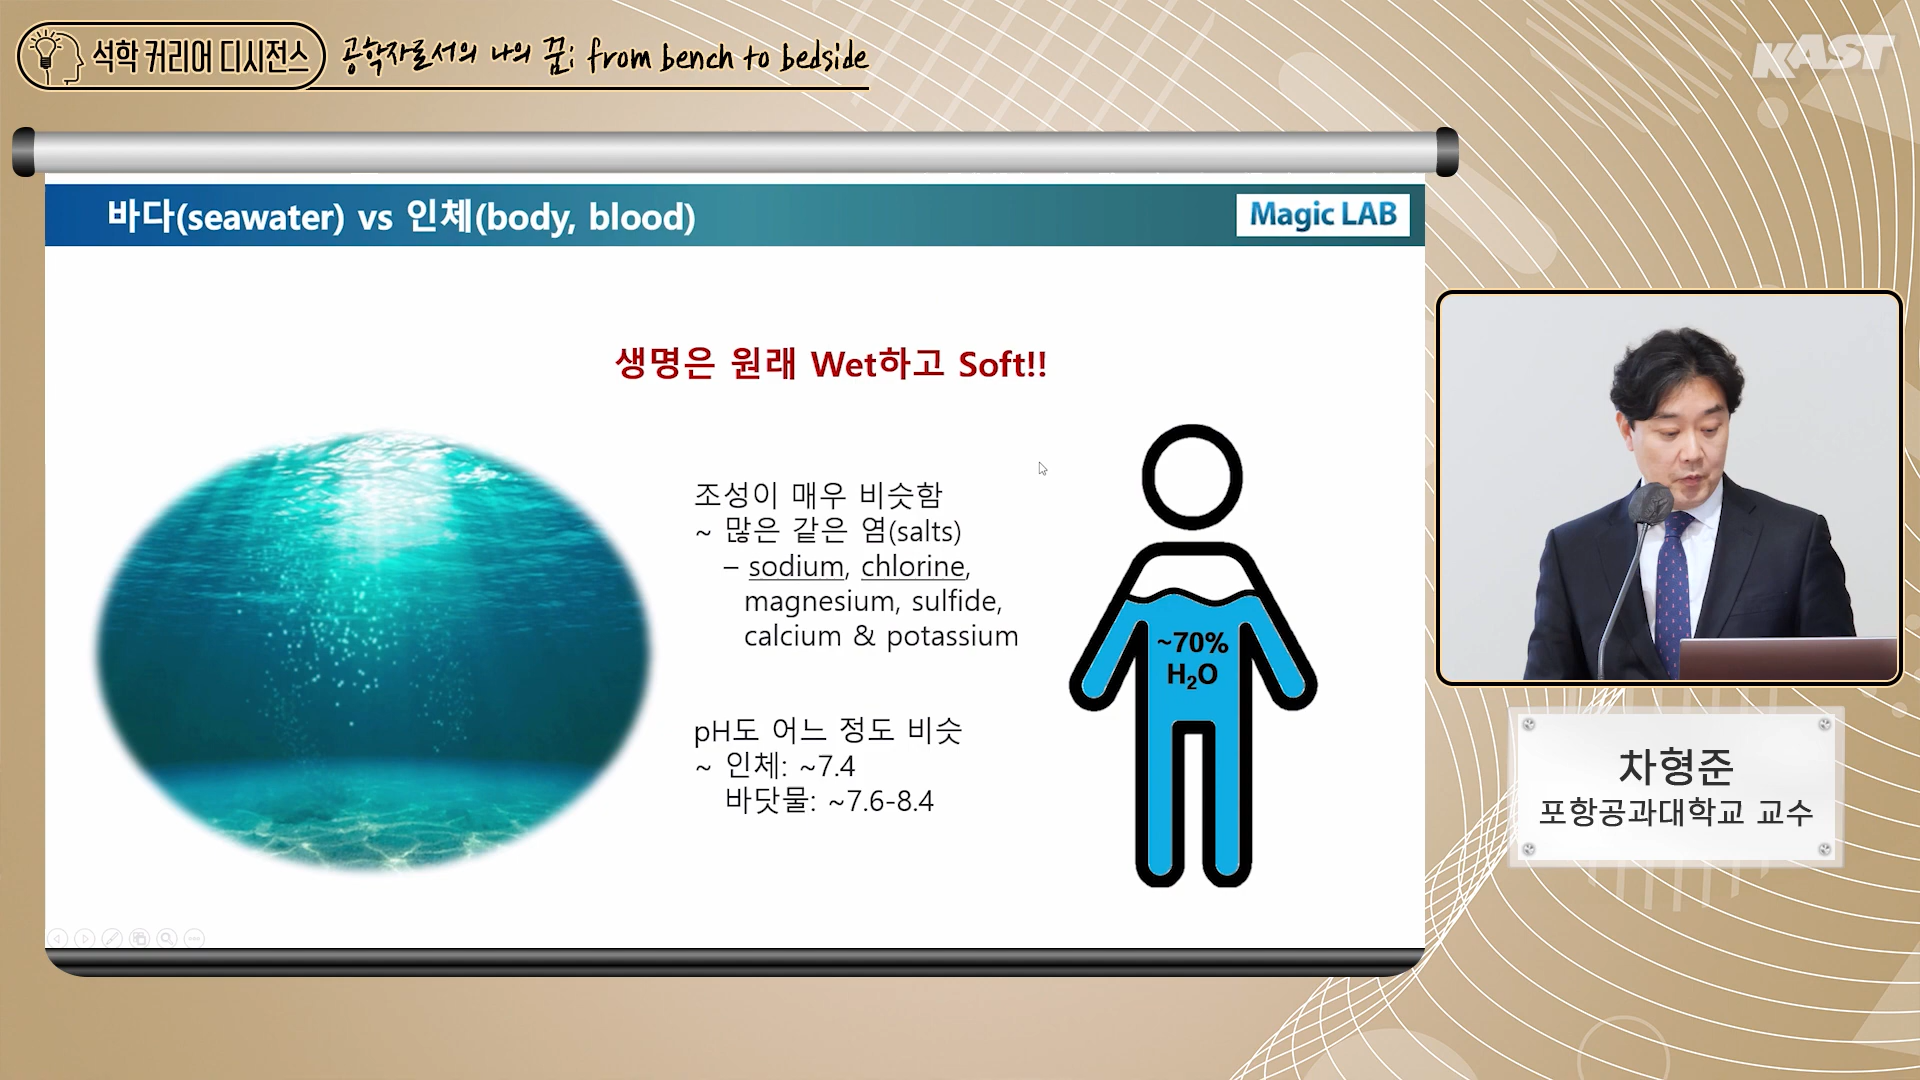 석학 커리어 디시전스 공학자로서의 나의 꿈; from bench to bedside
KAST
바다(seawater) vs 인체(body, blood)
Magic LAB
생명은 원래 Wet하고 Soft!!
조성이 매우 비슷함
~ 많은 같은 염(salts)
– sodium, chlorine,
magnesium, sulfide,
calcium & potassium
pH도 어느 정도 비슷
~ 인체: ~7.4
바닷물: ~7.6-8.4
~70%
H₂O
차형준
포항공과대학교 교수